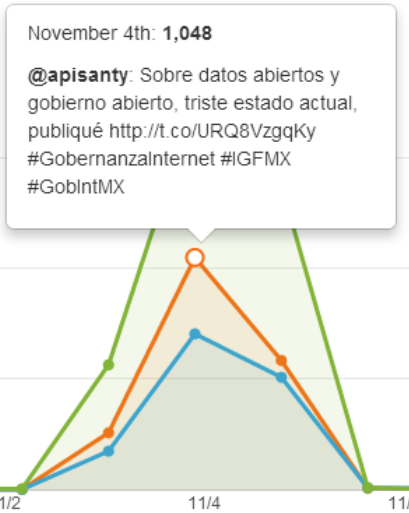 November 4th: 1,048
@apisanty: Sobre datos abiertos y
gobierno abierto, triste estado actual,
publiqué http://t.co/URQ8VzgqKy
#GobernanzaInternet #IGFMX
#GobIntMX
1/2 11/4 11/